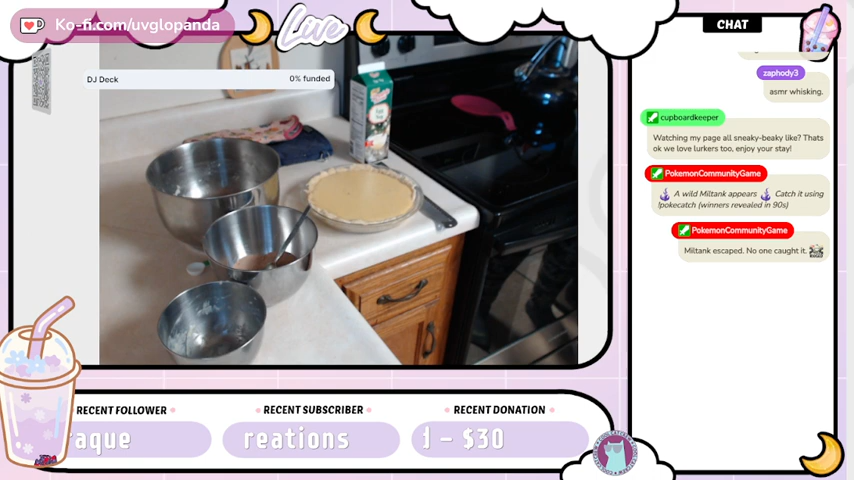 Ko-fi.com/uvglopanda
Live
CHAT
DJ Deck
0% funded
zaphody3
asmr whisking.
cupboardkeeper
Watching my page all sneaky-beaky like? Thats
ok we love lurkers too, enjoy your stay!
PokemonCommunityGame
A wild Miltank appears Catch it using
!pokecatch (winners revealed in 90s)
PokemonCommunityGame
Miltank escaped. No one caught it.
RECENT FOLLOWER
RECENT SUBSCRIBER
RECENT DONATION
raque
reations
1 - $30